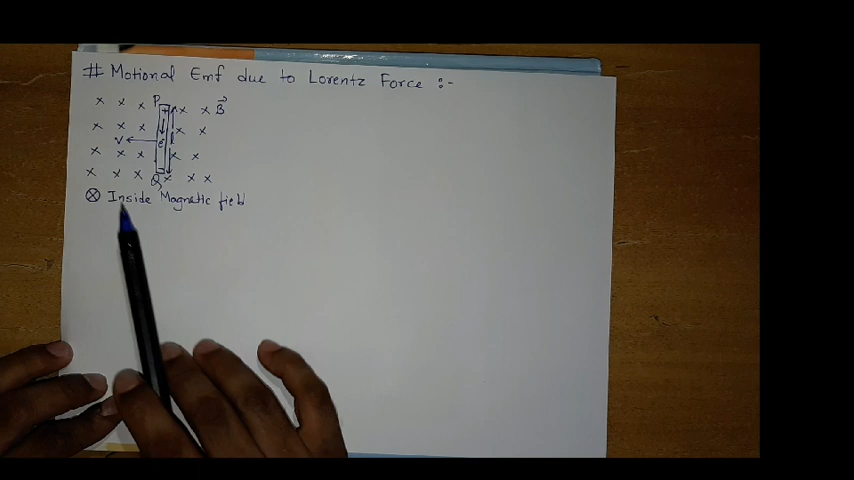 # Motional Emf due to Lorentz Force :-
× × × P + × × B⃗
× × × × ×
v e l
× × × × ×
× × × Q - × × ×
⊗ Inside Magnetic field